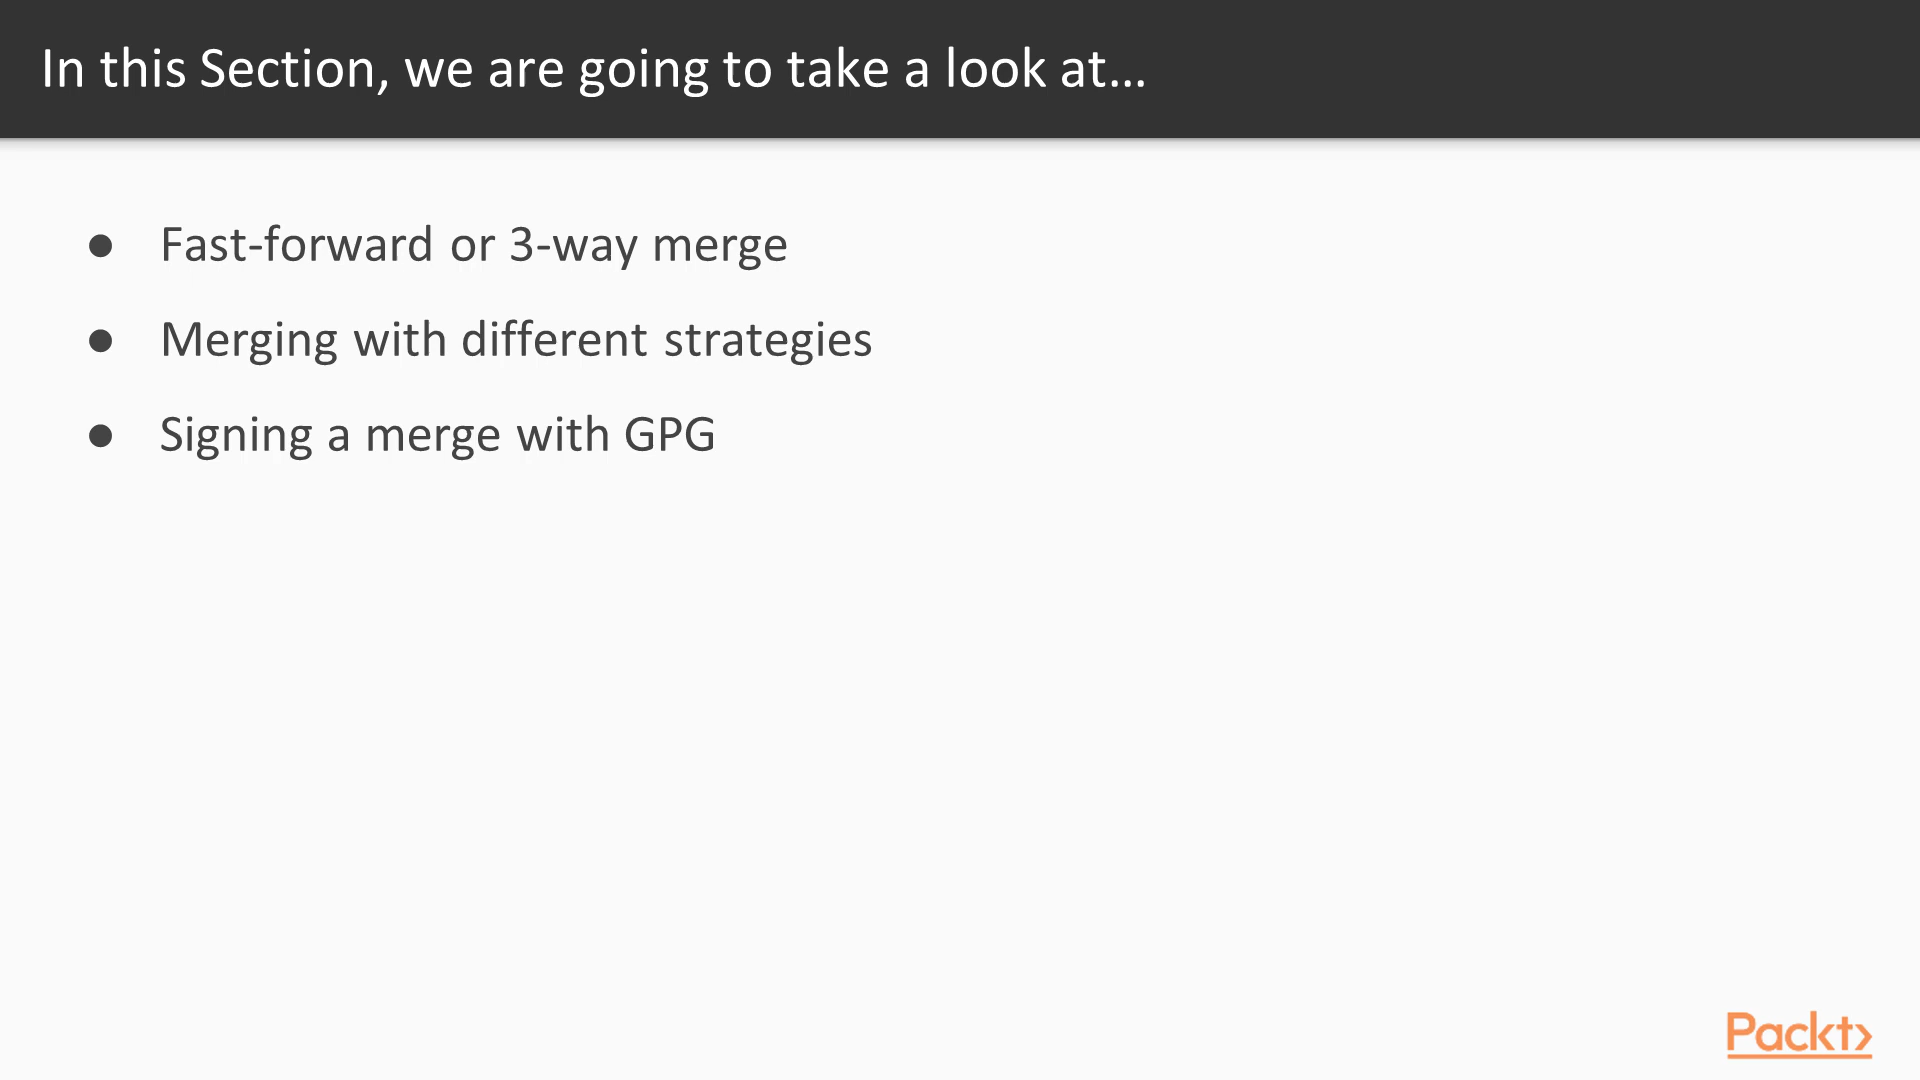 In this Section, we are going to take a look at...
● Fast-forward or 3-way merge
● Merging with different strategies
● Signing a merge with GPG
Packt>